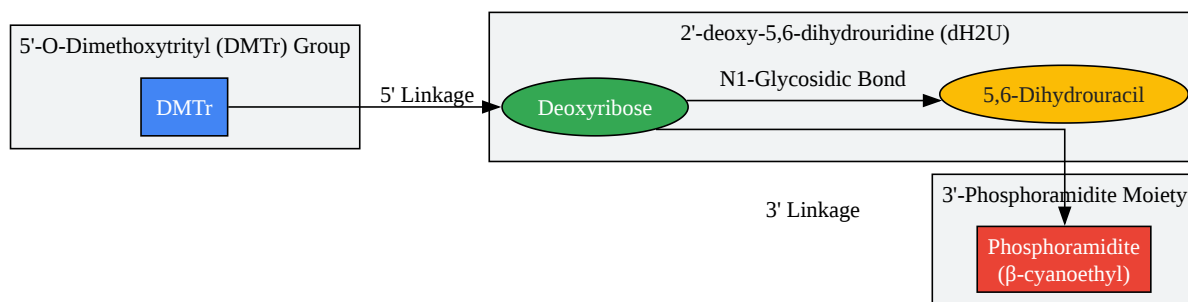 5'-O-Dimethoxytrityl (DMTr) Group
DMTr
5' Linkage
2'-deoxy-5,6-dihydrouridine (dH2U)
Deoxyribose
N1-Glycosidic Bond
5,6-Dihydrouracil
3' Linkage
3'-Phosphoramidite Moiety
Phosphoramidite
(β-cyanoethyl)